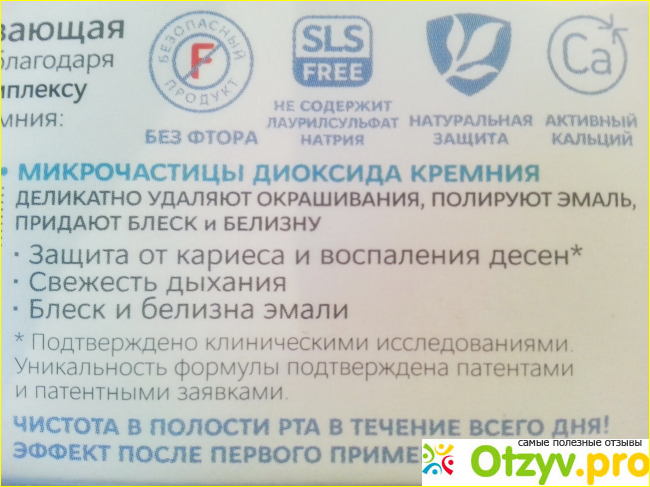 вающая
благодаря
мплексу
мния:
БЕЗОПАСНЫЙ
F
ПРОДУКТ
БЕЗ ФТОРА
SLS
FREE
НЕ СОДЕРЖИТ
ЛАУРИЛСУЛЬФАТ
НАТРИЯ
НАТУРАЛЬНАЯ
ЗАЩИТА
Ca
АКТИВНЫЙ
КАЛЬЦИЙ
• МИКРОЧАСТИЦЫ ДИОКСИДА КРЕМНИЯ
ДЕЛИКАТНО УДАЛЯЮТ ОКРАШИВАНИЯ, ПОЛИРУЮТ ЭМАЛЬ,
ПРИДАЮТ БЛЕСК и БЕЛИЗНУ
· Защита от кариеса и воспаления десен*
· Свежесть дыхания
· Блеск и белизна эмали
* Подтверждено клиническими исследованиями.
Уникальность формулы подтверждена патентами
и патентными заявками.
ЧИСТОТА В ПОЛОСТИ РТА В ТЕЧЕНИЕ ВСЕГО ДНЯ!
ЭФФЕКТ ПОСЛЕ ПЕРВОГО ПРИМЕ
самые полезные отзывы
Otzyv.pro